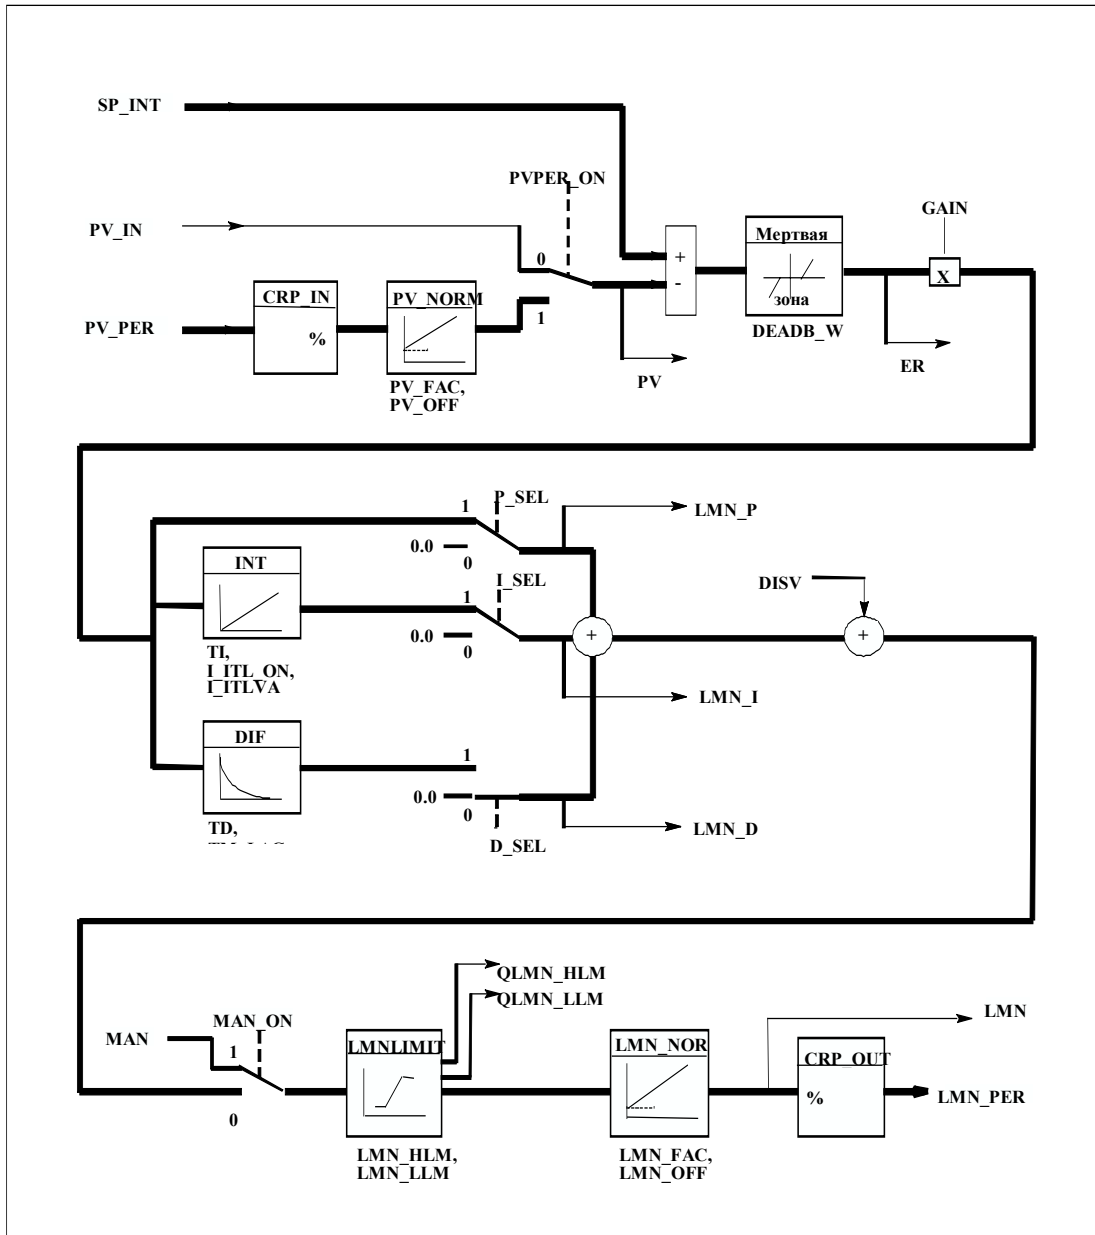 SP_INT
PVPER_ON
GAIN
PV_IN
Мертвая
0
+
CRP_IN
PV_NORM
-
X
зона
PV_PER
%
1
DEADB_W
PV
ER
PV_FAC,
PV_OFF
P_SEL
1
LMN_P
0.0
0
INT
I_SEL
DISV
1
0.0
+
+
0
TI,
I_ITL_ON,
I_ITLVA
LMN_I
DIF
1
0.0
0
TD,
LMN_D
D_SEL
QLMN_HLM
QLMN_LLM
MAN_ON
LMN
MAN
1
LMNLIMIT
LMN_NOR
CRP_OUT
%
LMN_PER
0
LMN_HLM,
LMN_LLM
LMN_FAC,
LMN_OFF